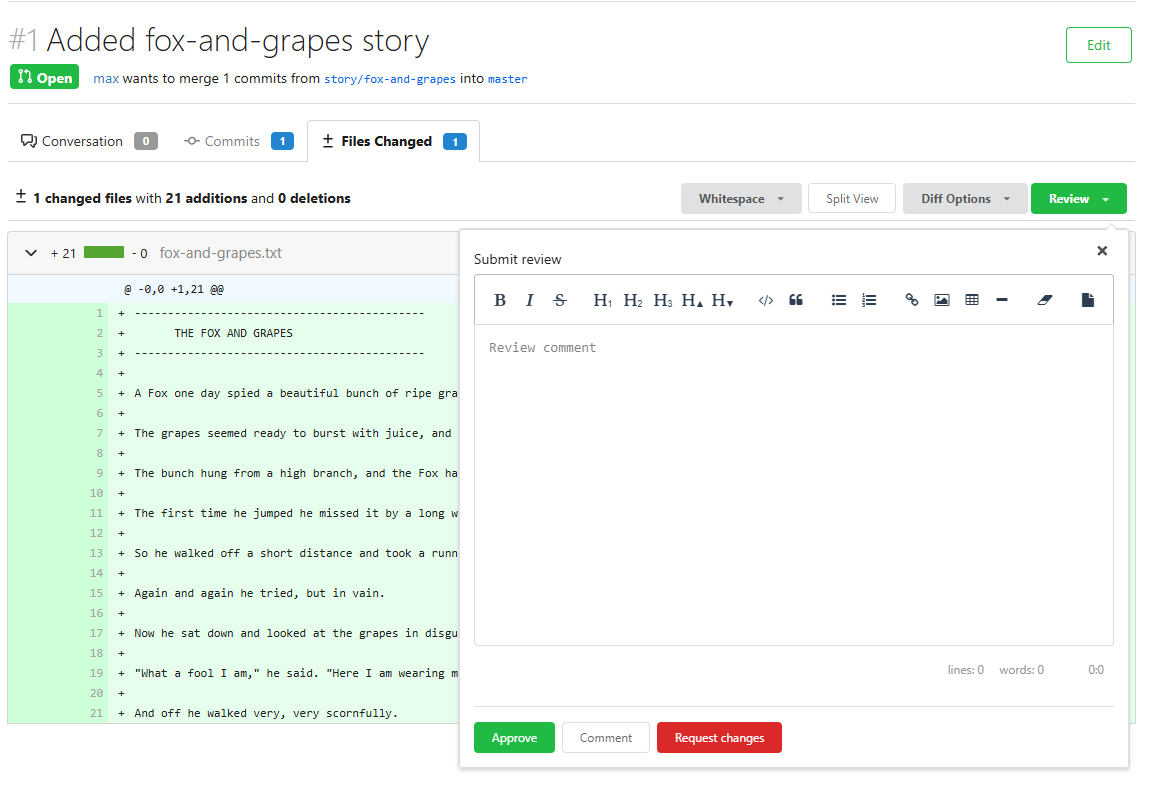 #1 Added fox-and-grapes story
Edit
Open
max wants to merge 1 commits from story/fox-and-grapes into master
Conversation 0
Commits 1
± Files Changed 1
± 1 changed files with 21 additions and 0 deletions
Whitespace
Split View
Diff Options
Review
+ 21 - 0 fox-and-grapes.txt
@ -0,0 +1,21 @@
1 + -------------------------------------------
2 + THE FOX AND GRAPES
3 + -------------------------------------------
4 +
5 + A Fox one day spied a beautiful bunch of ripe gra
6 +
7 + The grapes seemed ready to burst with juice, and
8 +
9 + The bunch hung from a high branch, and the Fox ha
10 +
11 + The first time he jumped he missed it by a long w
12 +
13 + So he walked off a short distance and took a runn
14 +
15 + Again and again he tried, but in vain.
16 +
17 + Now he sat down and looked at the grapes in disgu
18 +
19 + "What a fool I am," he said. "Here I am wearing m
20 +
21 + And off he walked very, very scornfully.
Submit review
×
B I S H1 H2 H3 H▲ H▼ </> “
Review comment
lines: 0 words: 0 0:0
Approve
Comment
Request changes